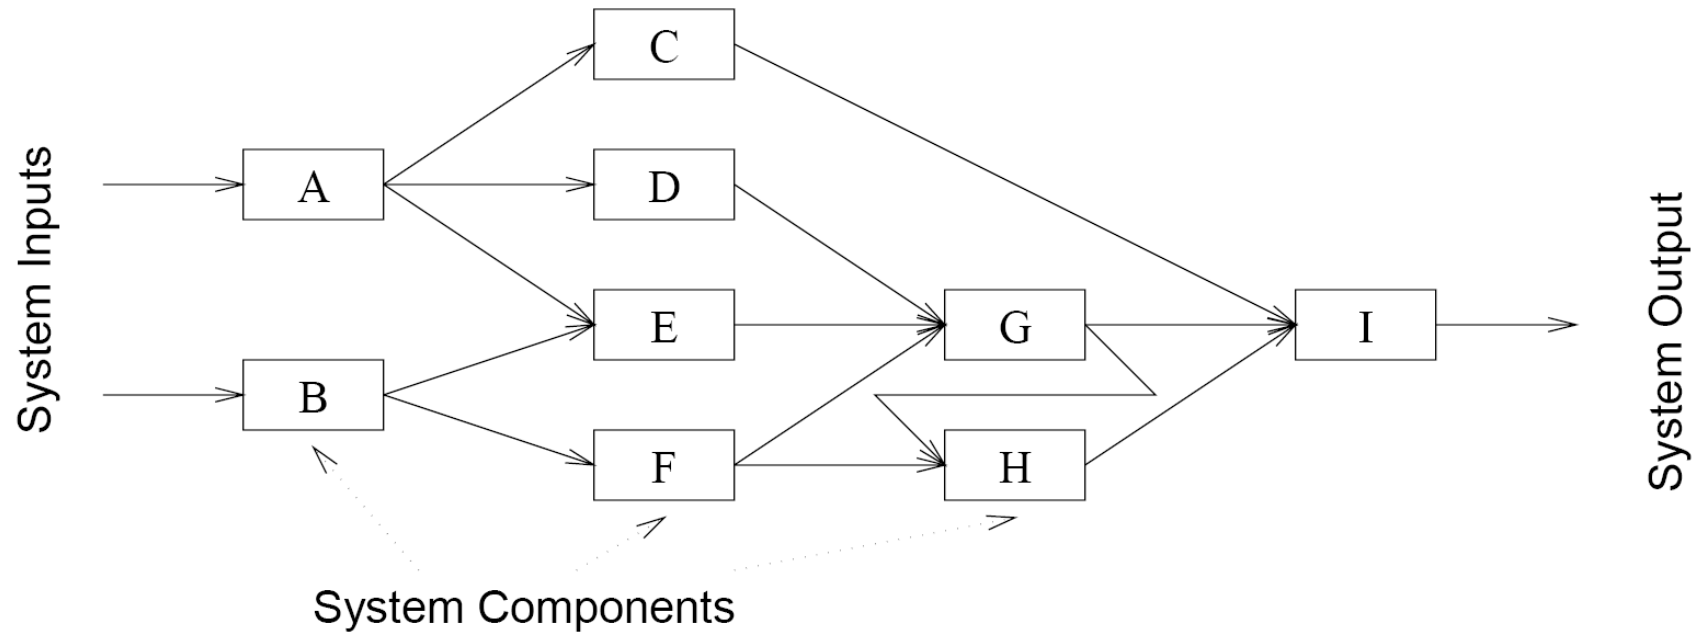 System Inputs
A
B
C
D
E
F
G
H
I
System Output
System Components